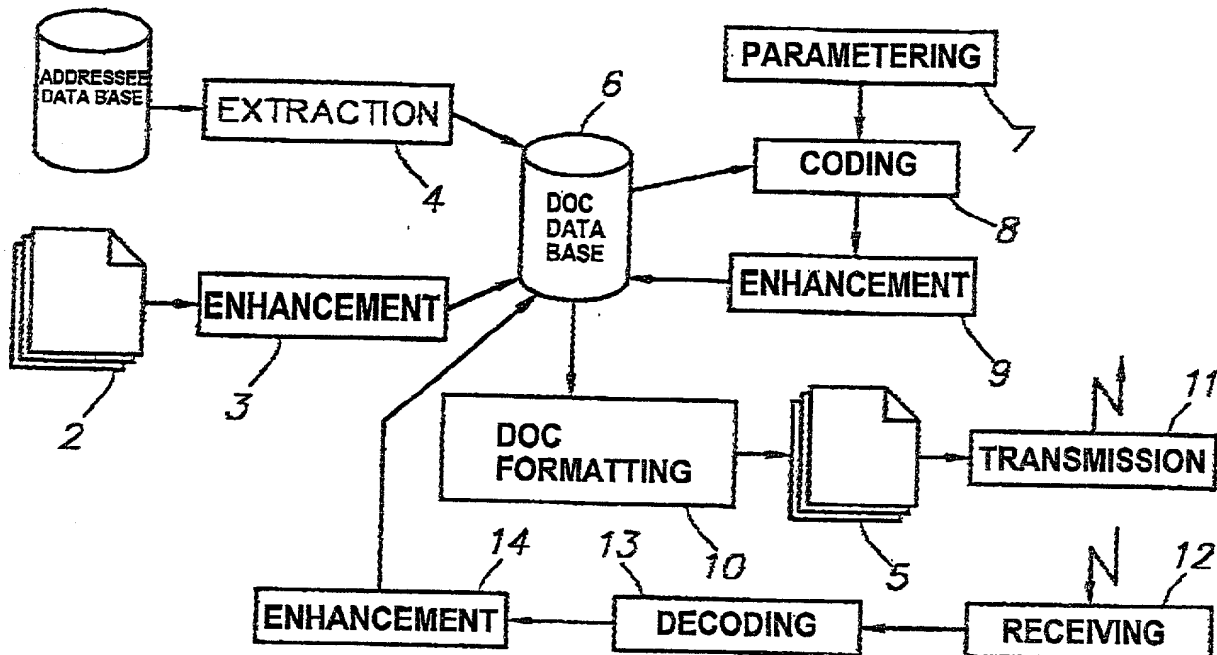 ADDRESSEE
DATA BASE
EXTRACTION
4
6
PARAMETERING
7
CODING
8
DOC
DATA
BASE
2
ENHANCEMENT
3
ENHANCEMENT
9
DOC
FORMATTING
10
5
11
TRANSMISSION
14
ENHANCEMENT
13
DECODING
12
RECEIVING